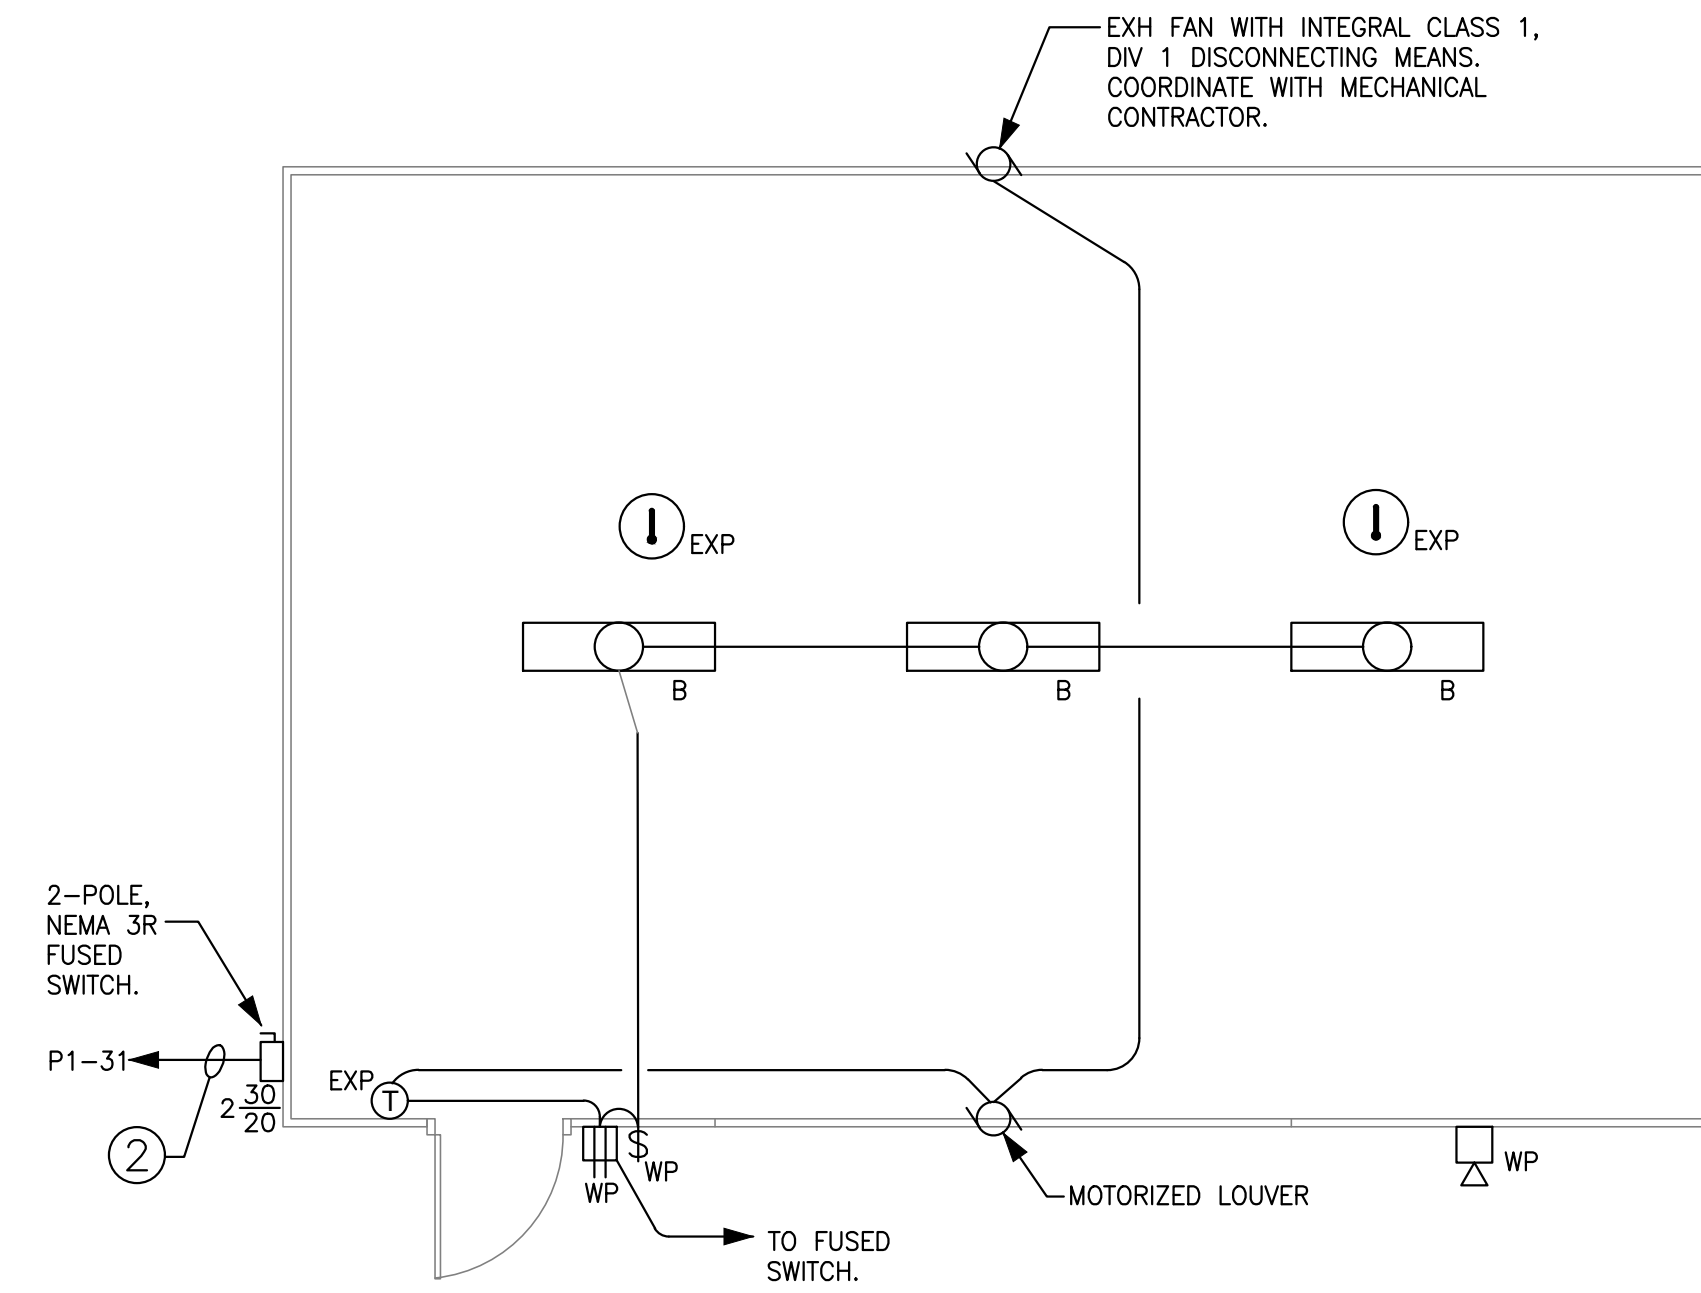 EXH FAN WITH INTEGRAL CLASS 1,
DIV 1 DISCONNECTING MEANS.
COORDINATE WITH MECHANICAL
CONTRACTOR.
EXP
EXP
B
B
B
2-POLE,
NEMA 3R
FUSED
SWITCH.
P1-31
EXP
T
2 30
20
2
S
WP
WP
WP
MOTORIZED LOUVER
TO FUSED
SWITCH.